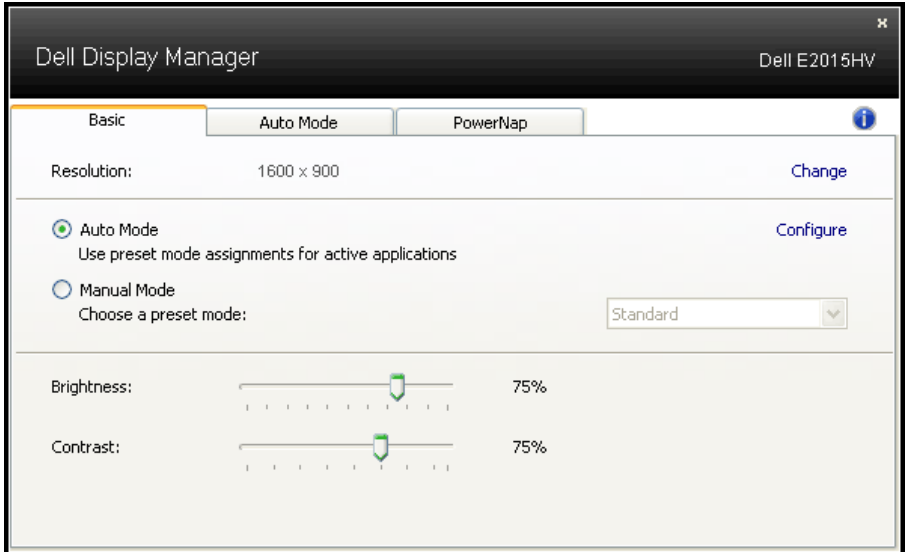 Dell Display Manager
Dell E2015HV
Basic
Auto Mode
PowerNap
Resolution: 1600 x 900 Change
Auto Mode Configure
Use preset mode assignments for active applications
Manual Mode
Choose a preset mode: Standard
Brightness: 75%
Contrast: 75%